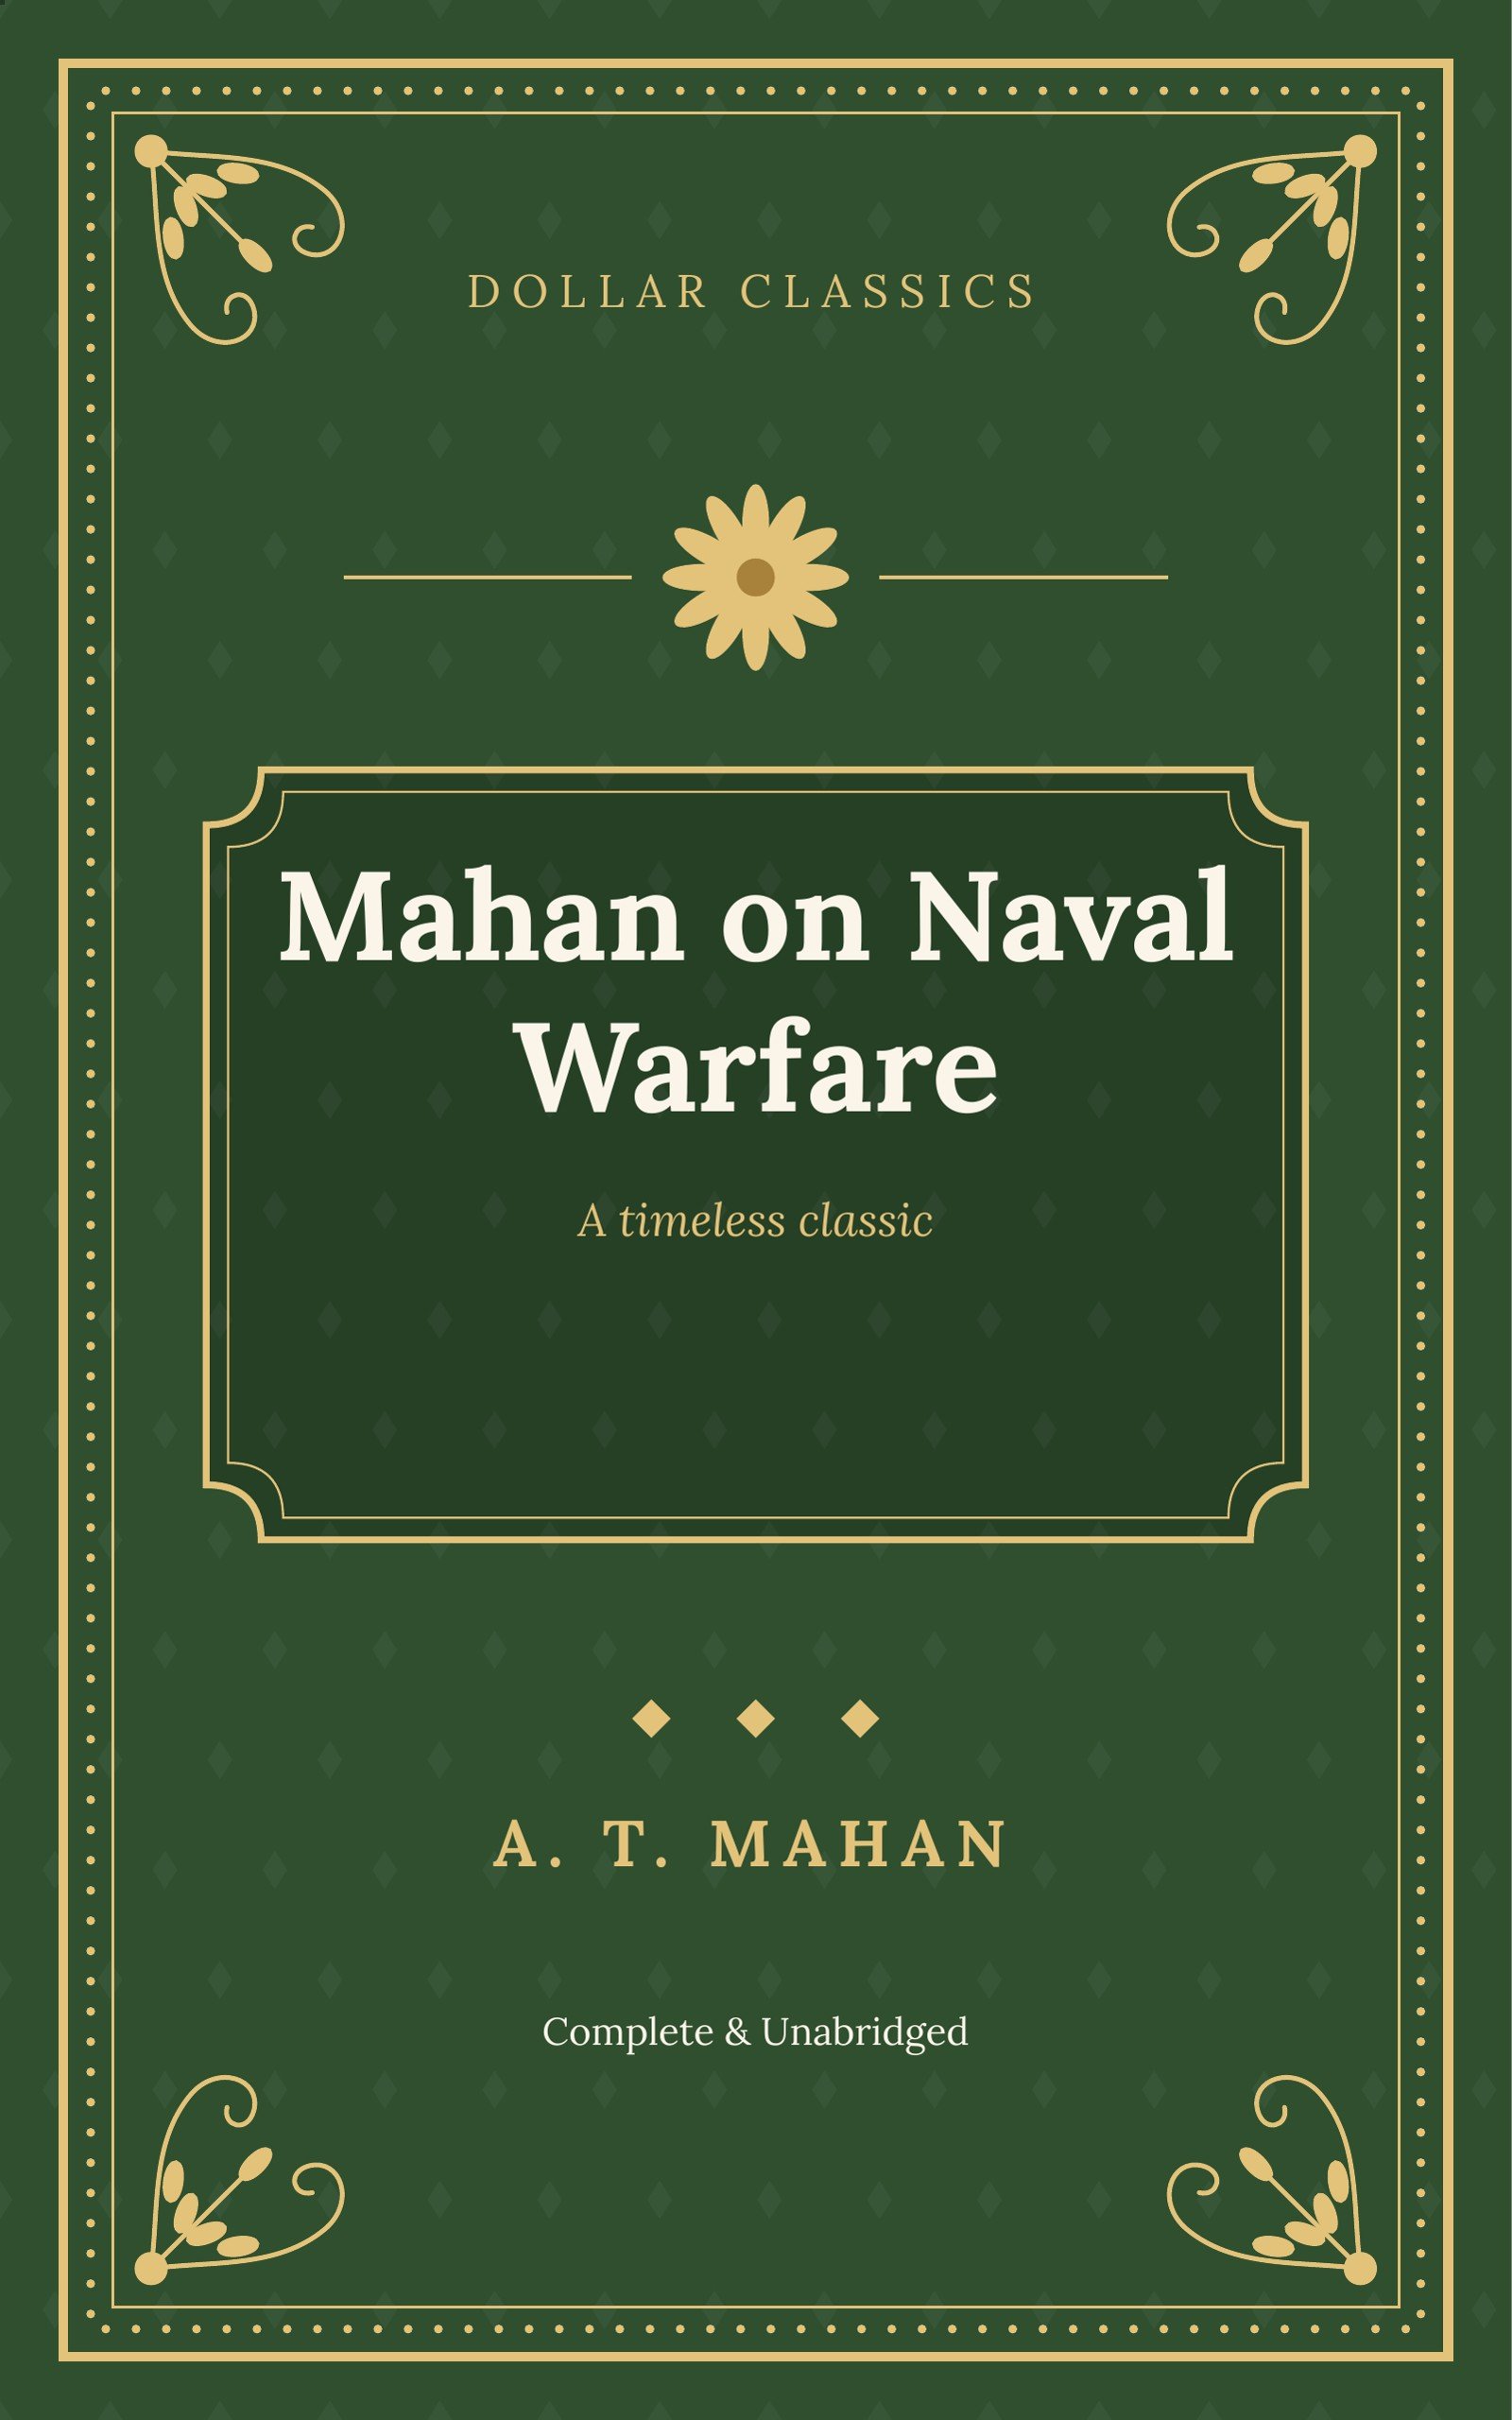 DOLLAR CLASSICS
Mahan on Naval
Warfare
A timeless classic
A. T. MAHAN
Complete & Unabridged